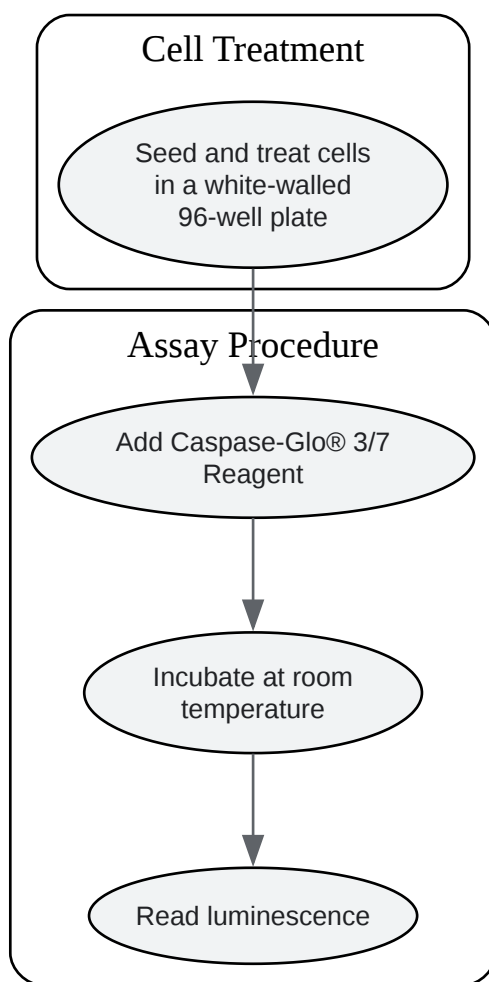 Cell Treatment
Seed and treat cells
in a white-walled
96-well plate
Assay Procedure
Add Caspase-Glo® 3/7
Reagent
Incubate at room
temperature
Read luminescence